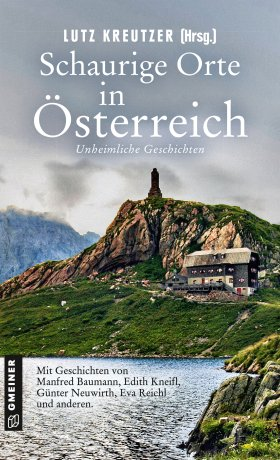 LUTZ KREUTZER (Hrsg.)
Schaurige Orte
in
Österreich
Unheimliche Geschichten
Mit Geschichten von
Manfred Baumann, Edith Kneifl,
Günter Neuwirth, Eva Reichl
und anderen.
GMEINER